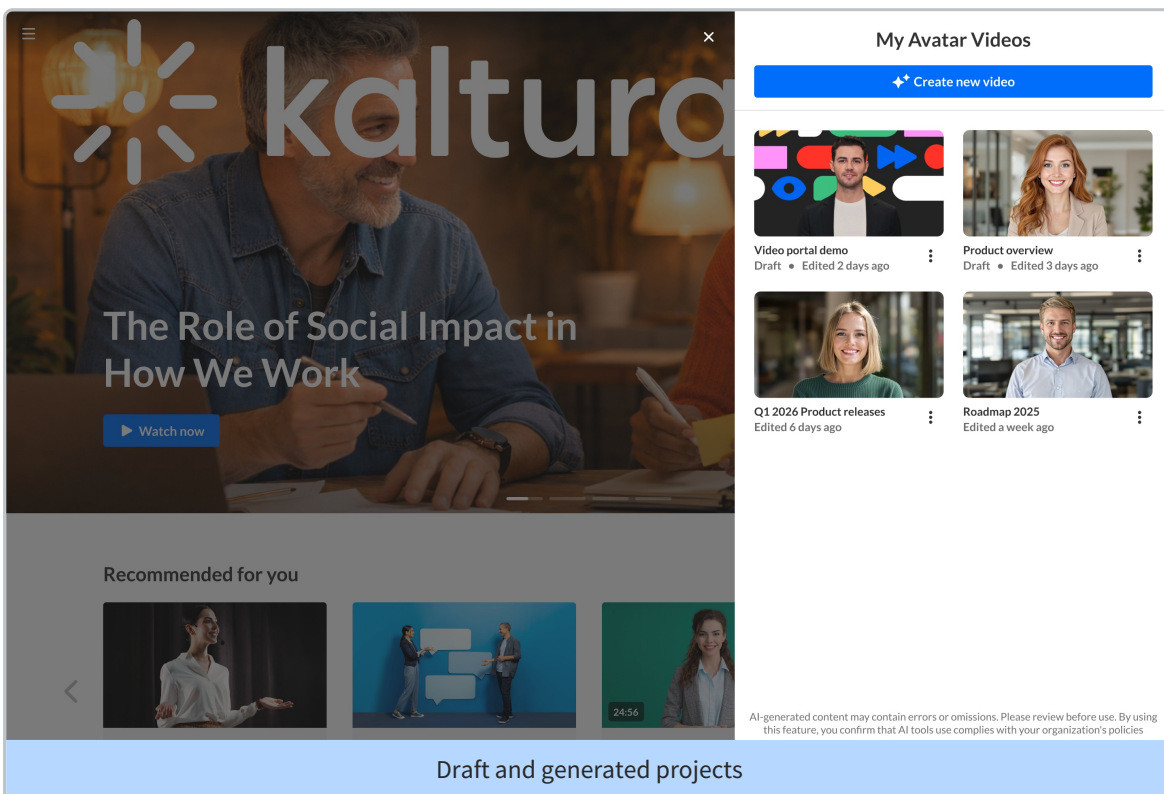 kaltura
The Role of Social Impact in
How We Work
Watch now
Recommended for you
24:56
My Avatar Videos
Create new video
Video portal demo
Draft • Edited 2 days ago
Product overview
Draft • Edited 3 days ago
Q1 2026 Product releases
Edited 6 days ago
Roadmap 2025
Edited a week ago
AI-generated content may contain errors or omissions. Please review before use. By using
this feature, you confirm that AI tools use complies with your organization's policies
Draft and generated projects